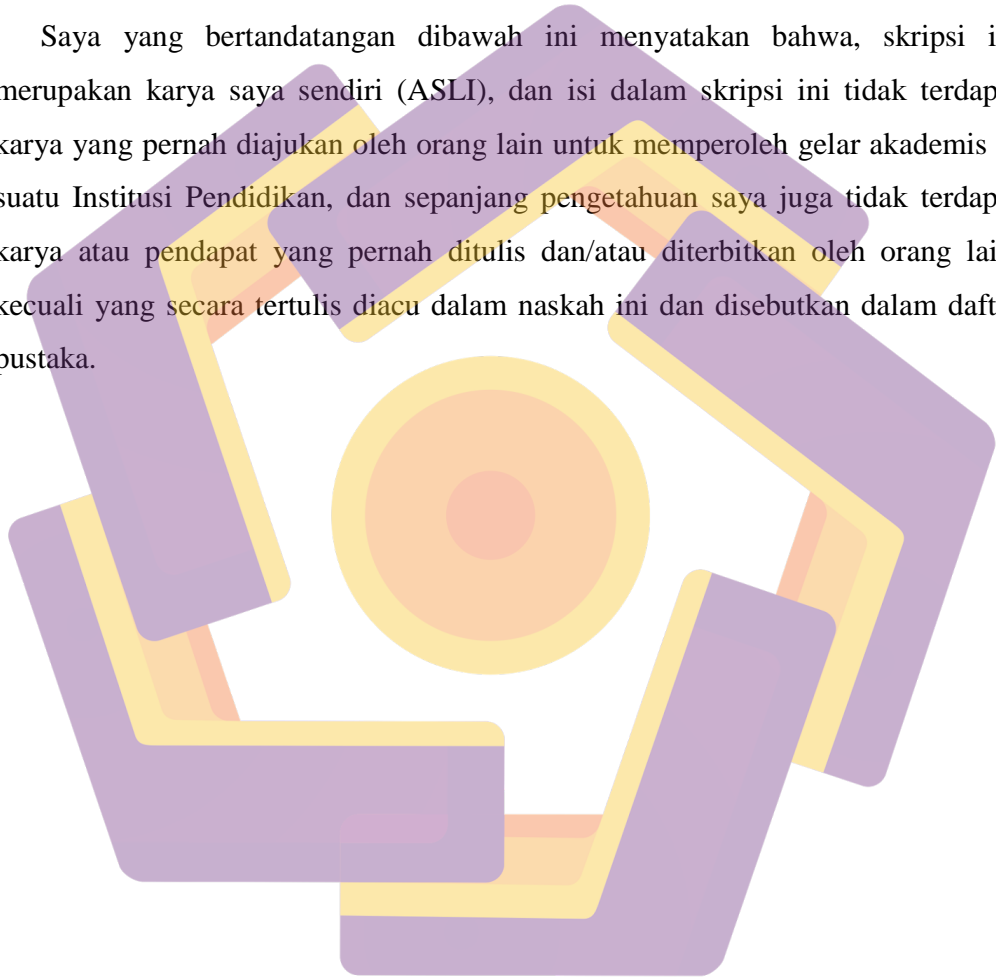 Saya yang bertandatangan dibawah ini menyatakan bahwa, skripsi i
merupakan karya saya sendiri (ASLI), dan isi dalam skripsi ini tidak terdap
karya yang pernah diajukan oleh orang lain untuk memperoleh gelar akademis
suatu Institusi Pendidikan, dan sepanjang pengetahuan saya juga tidak terdap
karya atau pendapat yang pernah ditulis dan/atau diterbitkan oleh orang lai
kecuali yang secara tertulis diacu dalam naskah ini dan disebutkan dalam daft
pustaka.